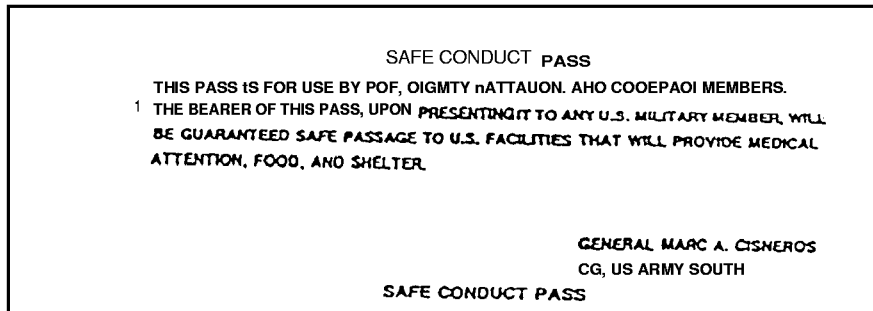 SAFE CONDUCT PASS
THIS PASS tS FOR USE BY POF, OIGMTY nATTAUON. AHO COOEPAOI MEMBERS.
1 THE BEARER OF THIS PASS, UPON PRESENTING IT TO ANY U.S. MILITARY MEMBER, WILL
BE GUARANTEED SAFE PASSAGE TO U.S. FACILITIES THAT WILL PROVIDE MEDICAL
ATTENTION, FOOD, AND SHELTER
GENERAL MARC A. CISNEROS
CG, US ARMY SOUTH
SAFE CONDUCT PASS